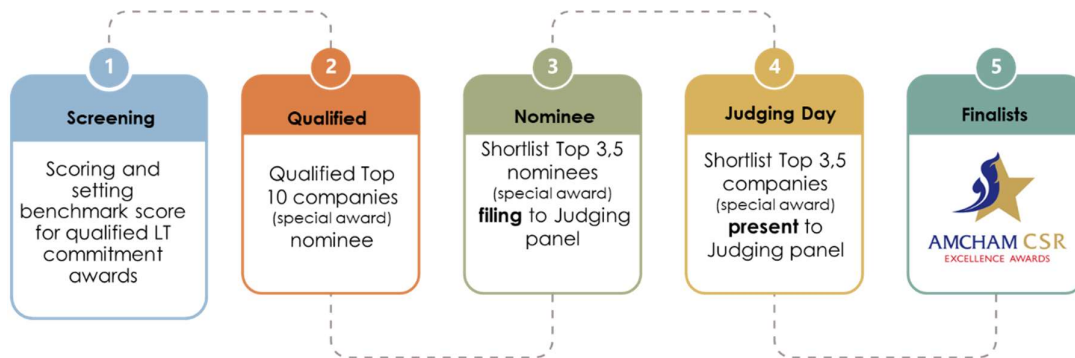 1
Screening
Scoring and
setting
benchmark score
for qualified LT
commitment
awards
2
Qualified
Qualified Top
10 companies
(special award)
nominee
3
Nominee
Shortlist Top 3,5
nominees
(special award)
filing to Judging
panel
4
Judging Day
Shortlist Top 3,5
companies
(special award)
present to
Judging panel
5
Finalists
AMCHAM CSR
EXCELLENCE AWARDS